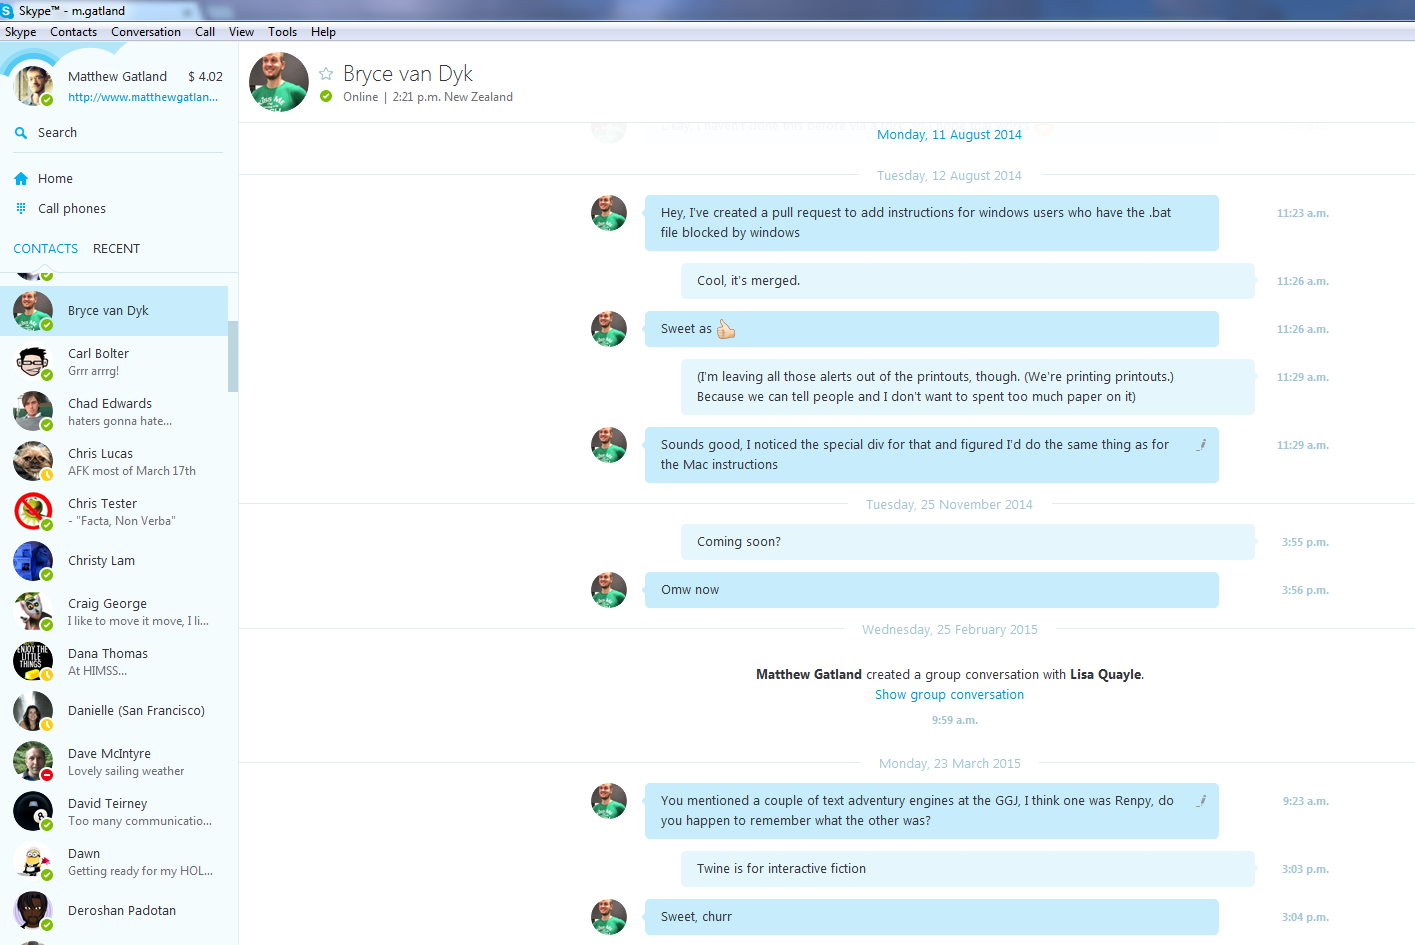 Skype™ - m.gatland
Skype Contacts Conversation Call View Tools Help
Matthew Gatland $ 4.02
http://www.matthewgatlan...
Search
Home
Call phones
CONTACTS RECENT
Bryce van Dyk
Carl Bolter
Grrr arrrg!
Chad Edwards
haters gonna hate...
Chris Lucas
AFK most of March 17th
Chris Tester
- "Facta, Non Verba"
Christy Lam
Craig George
I like to move it move, I li...
Dana Thomas
At HIMSS...
ENJOY THE
LITTLE
THINGS
Danielle (San Francisco)
Dave McIntyre
Lovely sailing weather
David Teirney
Too many communicatio...
8
Dawn
Getting ready for my HOL...
Deroshan Padotan
Bryce van Dyk
Online | 2:21 p.m. New Zealand
Monday, 11 August 2014
Tuesday, 12 August 2014
Hey, I've created a pull request to add instructions for windows users who have the .bat 11:23 a.m.
file blocked by windows
Cool, it's merged. 11:26 a.m.
Sweet as 11:26 a.m.
(I'm leaving all those alerts out of the printouts, though. (We're printing printouts.) 11:29 a.m.
Because we can tell people and I don't want to spent too much paper on it)
Sounds good, I noticed the special div for that and figured I'd do the same thing as for 11:29 a.m.
the Mac instructions
Tuesday, 25 November 2014
Coming soon? 3:55 p.m.
Omw now 3:56 p.m.
Wednesday, 25 February 2015
Matthew Gatland created a group conversation with Lisa Quayle.
Show group conversation
9:59 a.m.
Monday, 23 March 2015
You mentioned a couple of text adventury engines at the GGJ, I think one was Renpy, do 9:23 a.m.
you happen to remember what the other was?
Twine is for interactive fiction 3:03 p.m.
Sweet, churr 3:04 p.m.